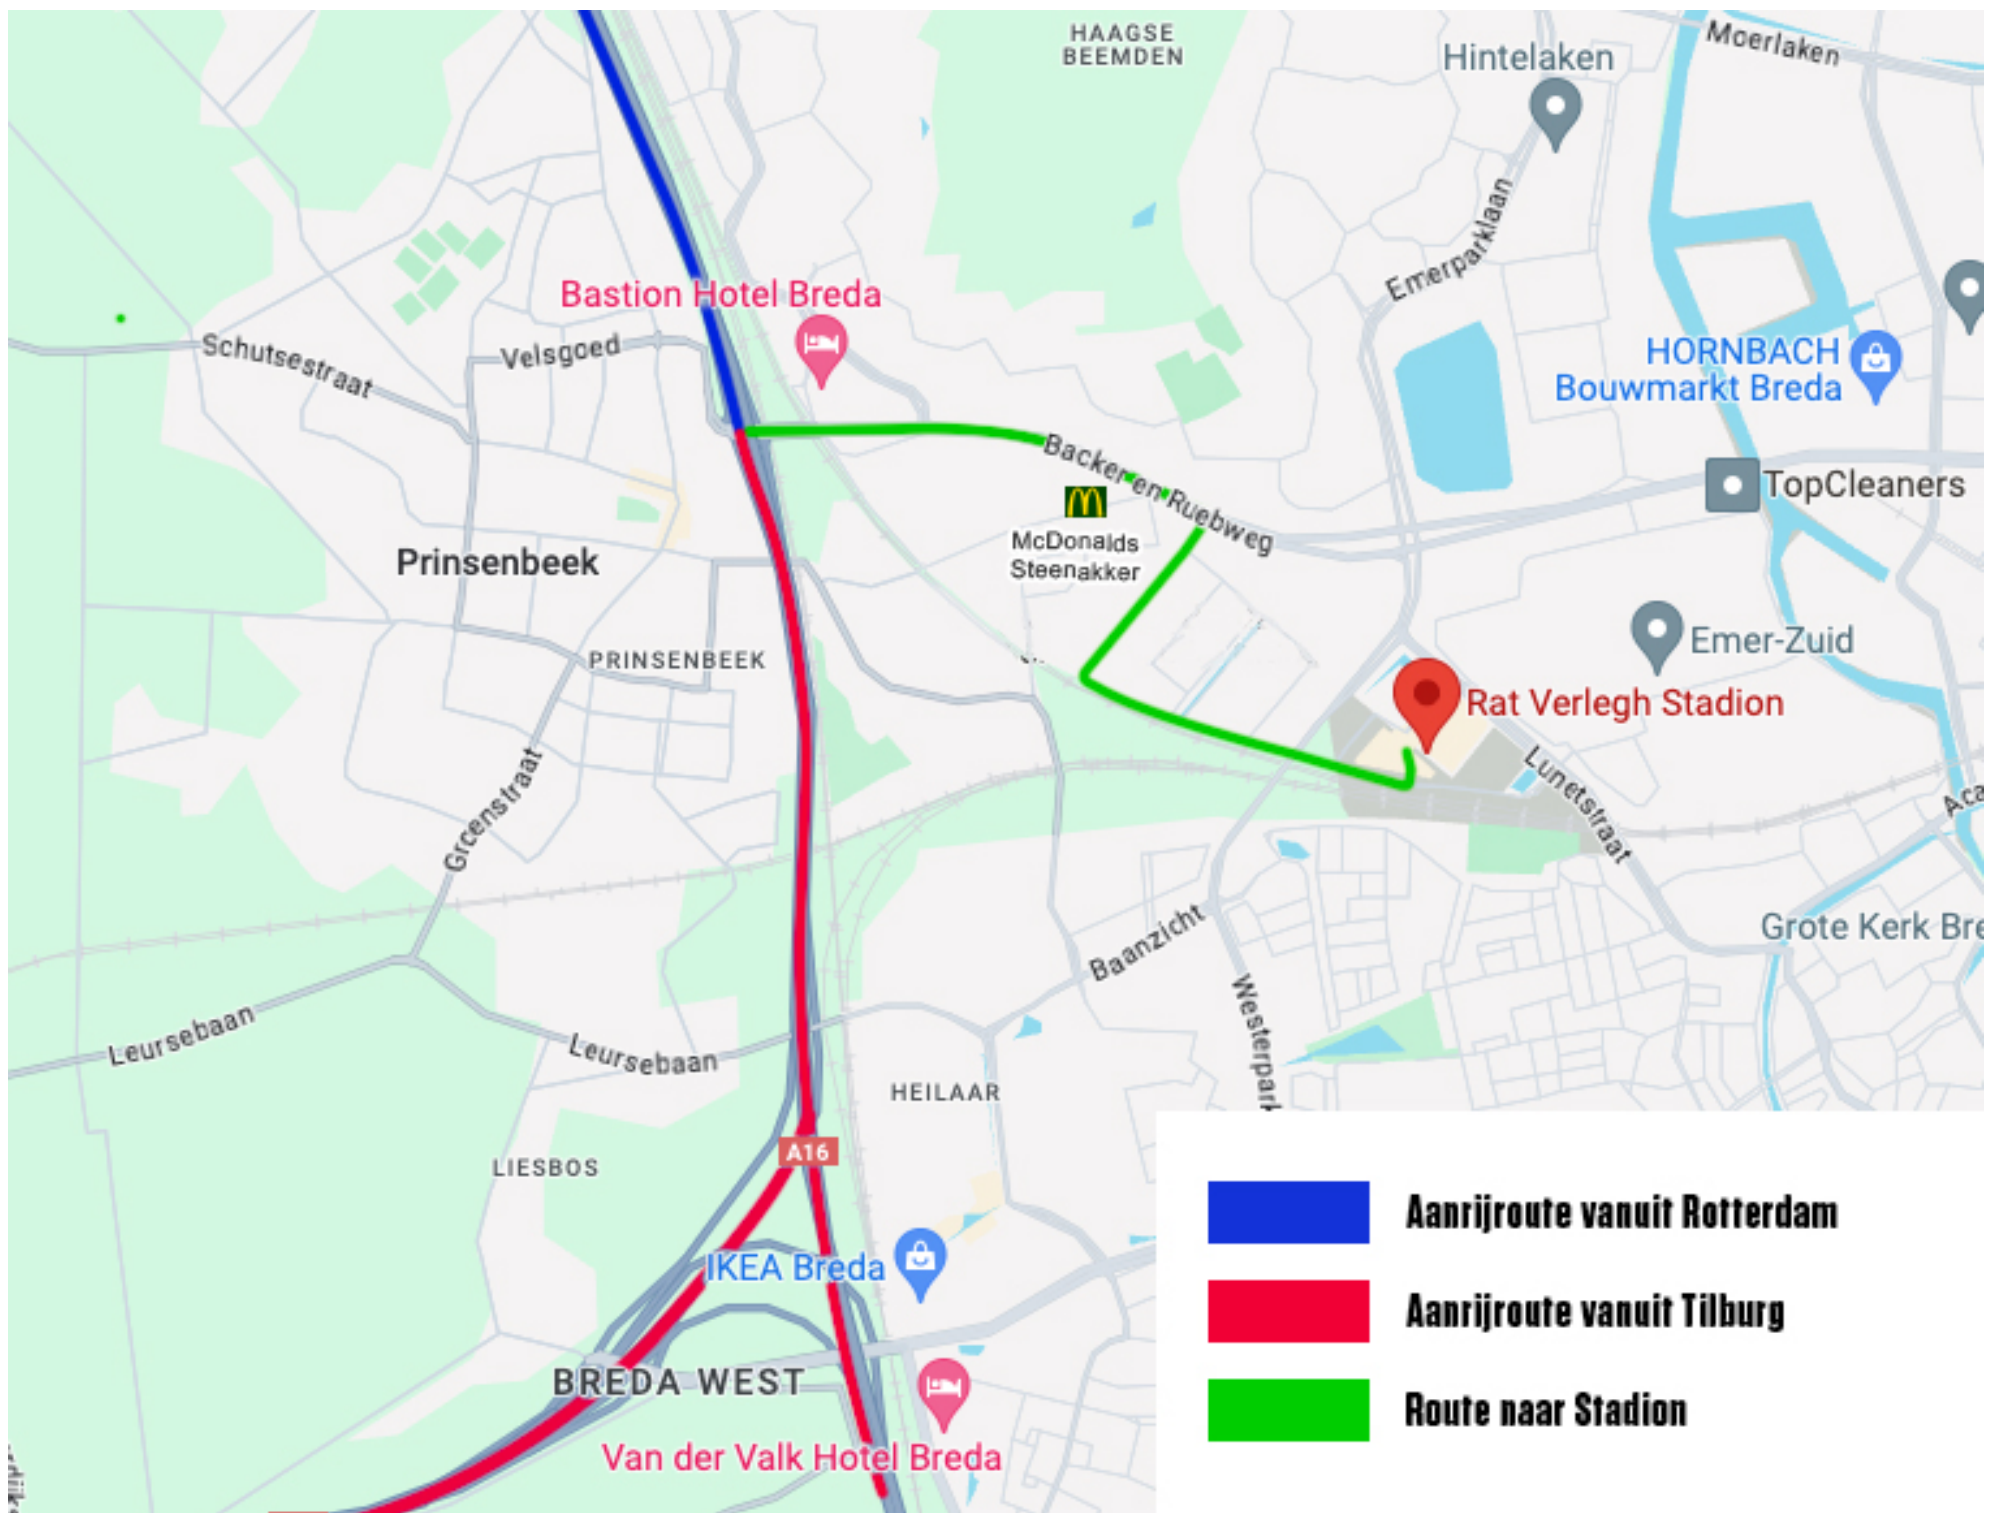 HAAGSE
BEEMDEN
Moerlaken
Hintelaken
Emerparklaan
Bastion Hotel Breda
Schutsestraat
Velsgoed
HORNBACH
Bouwmarkt Breda
Backer en Ruebweg
TopCleaners
McDonalds
Steenakker
Prinsenbeek
PRINSENBEEK
Emer-Zuid
Rat Verlegh Stadion
Lunetstraat
Groenstraat
Aca
Baanzicht
Grote Kerk Bre
Leursebaan
Leursebaan
Westerpark
HEILAAR
A16
LIESBOS
IKEA Breda
BREDA WEST
Van der Valk Hotel Breda
Aanrijroute vanuit Rotterdam
Aanrijroute vanuit Tilburg
Route naar Stadion